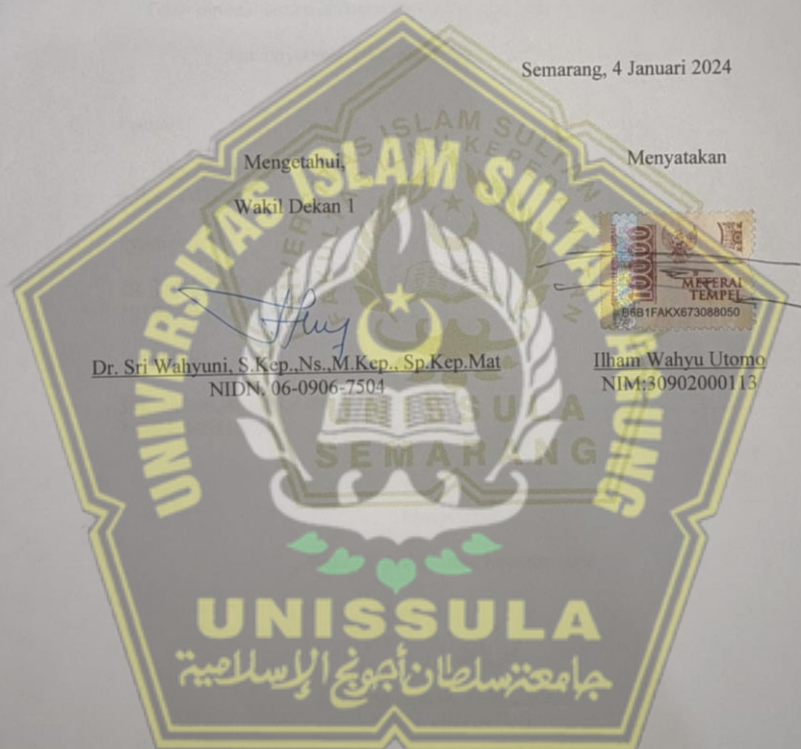 Semarang, 4 Januari 2024
Mengetahui,
Menyatakan
Wakil Dekan 1
10000
METERAI
TEMPEL
Dr. Sri Wahyuni, S.Kep.,Ns.,M.Kep., Sp.Kep.Mat
NIDN. 06-0906-7504
Ilham Wahyu Utomo
NIM:30902000113
UNIVERSITAS ISLAM SULTAN AGUNG
UNISSULA
SEMARANG
UNISSULA
جامعتنسلطان أجونج الإسلامية